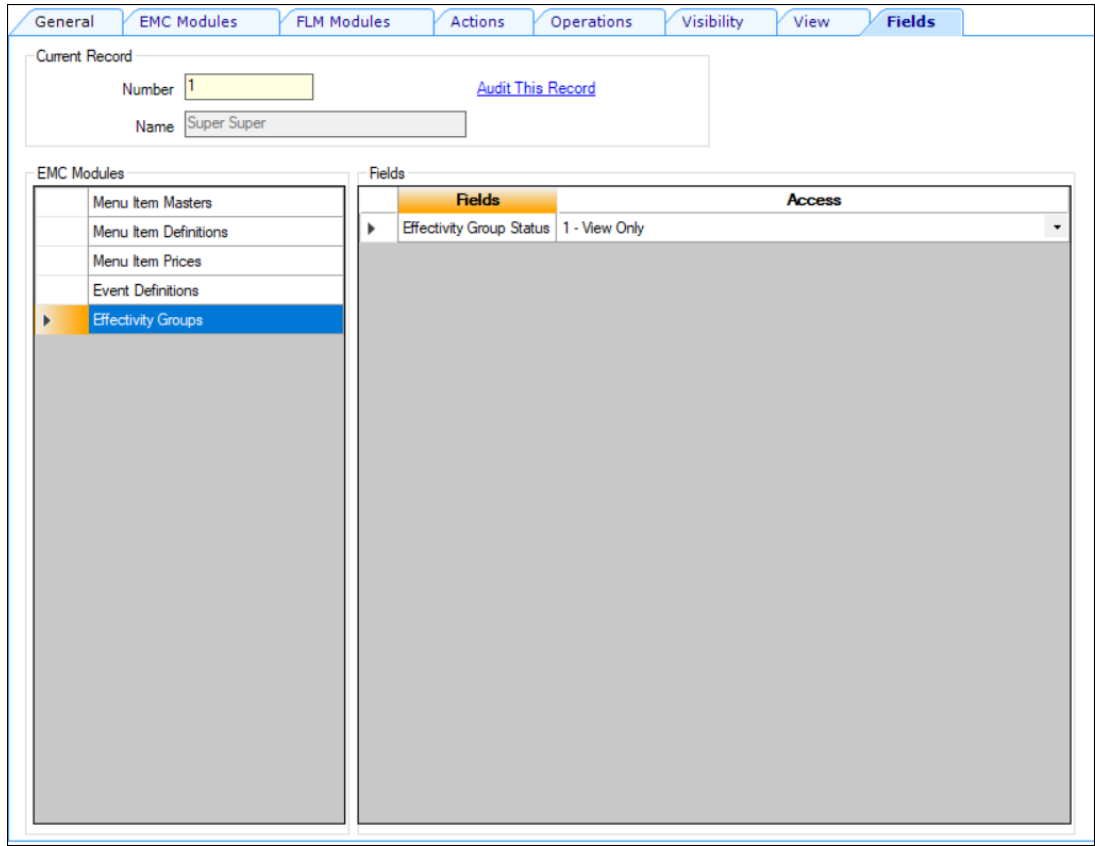 General EMC Modules FLM Modules Actions Operations Visibility View Fields
Current Record
Number 1 Audit This Record
Name Super Super
EMC Modules
Menu Item Masters
Menu Item Definitions
Menu Item Prices
Event Definitions
Effectivity Groups
Fields
Fields Access
Effectivity Group Status 1 - View Only